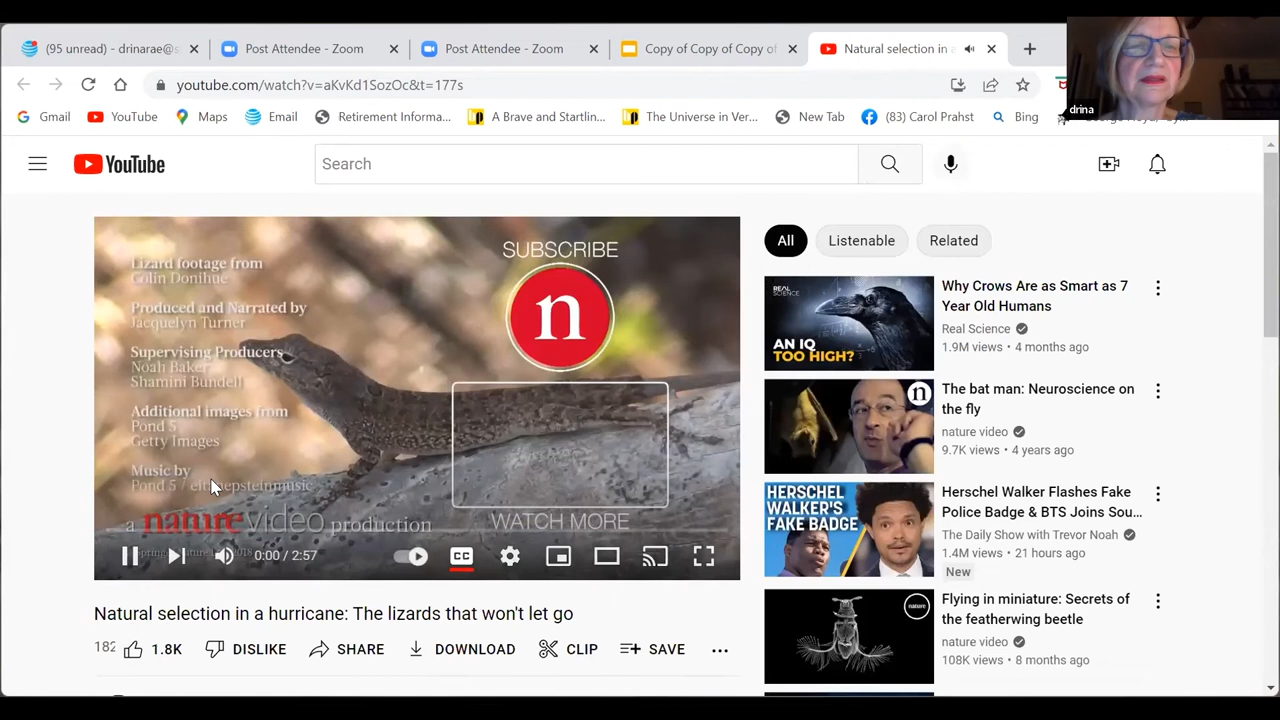 (95 unread) - drinarae@s
Post Attendee - Zoom
Post Attendee - Zoom
Copy of Copy of Copy of
Natural selection in a
drina
youtube.com/watch?v=aKvKd1SozOc&t=177s
Gmail
YouTube
Maps
Email
Retirement Informa...
A Brave and Startlin...
The Universe in Ver...
New Tab
(83) Carol Prahst
Bing
YouTube
Search
Lizard footage from
Colin Donihue
Produced and Narrated by
Jacquelyn Turner
Supervising Producers
Noah Baker
Shamini Bundell
Additional images from
Pond 5
Getty Images
Music by
Pond 5 /
a nature video production
SUBSCRIBE
n
WATCH MORE
0:00 / 2:57
CC
Natural selection in a hurricane: The lizards that won't let go
182
1.8K
DISLIKE
SHARE
DOWNLOAD
CLIP
SAVE
All
Listenable
Related
REAL SCIENCE
AN IQ
TOO HIGH?
Why Crows Are as Smart as 7
Year Old Humans
Real Science
1.9M views • 4 months ago
n
The bat man: Neuroscience on
the fly
nature video
9.7K views • 4 years ago
HERSCHEL
WALKER'S
FAKE BADGE
Herschel Walker Flashes Fake
Police Badge & BTS Joins Sou...
The Daily Show with Trevor Noah
1.4M views • 21 hours ago
New
nature
Flying in miniature: Secrets of
the featherwing beetle
nature video
108K views • 8 months ago